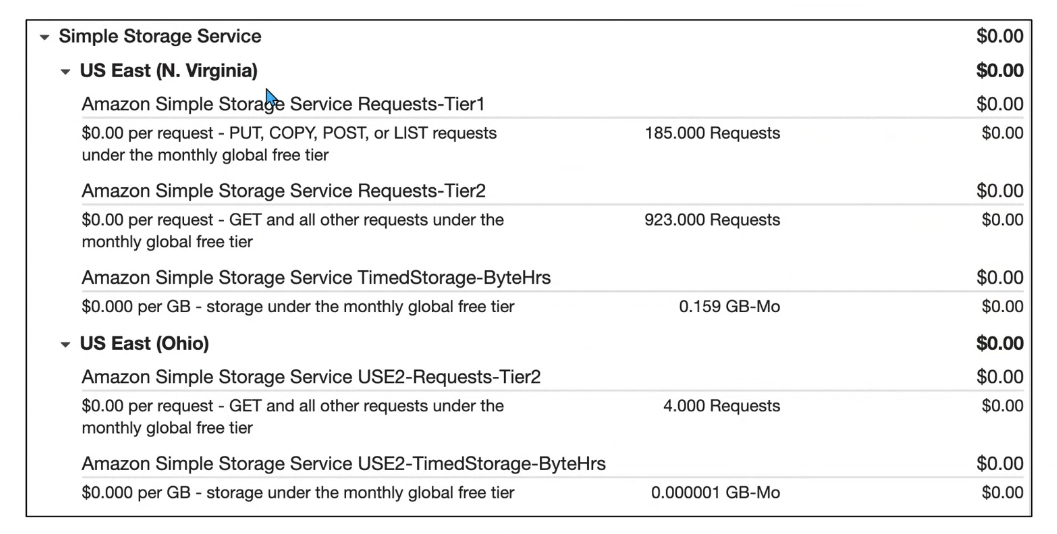 Simple Storage Service $0.00
US East (N. Virginia) $0.00
Amazon Simple Storage Service Requests-Tier1 $0.00
$0.00 per request - PUT, COPY, POST, or LIST requests 185.000 Requests $0.00
under the monthly global free tier
Amazon Simple Storage Service Requests-Tier2 $0.00
$0.00 per request - GET and all other requests under the 923.000 Requests $0.00
monthly global free tier
Amazon Simple Storage Service TimedStorage-ByteHrs $0.00
$0.000 per GB - storage under the monthly global free tier 0.159 GB-Mo $0.00
US East (Ohio) $0.00
Amazon Simple Storage Service USE2-Requests-Tier2 $0.00
$0.00 per request - GET and all other requests under the 4.000 Requests $0.00
monthly global free tier
Amazon Simple Storage Service USE2-TimedStorage-ByteHrs $0.00
$0.000 per GB - storage under the monthly global free tier 0.000001 GB-Mo $0.00